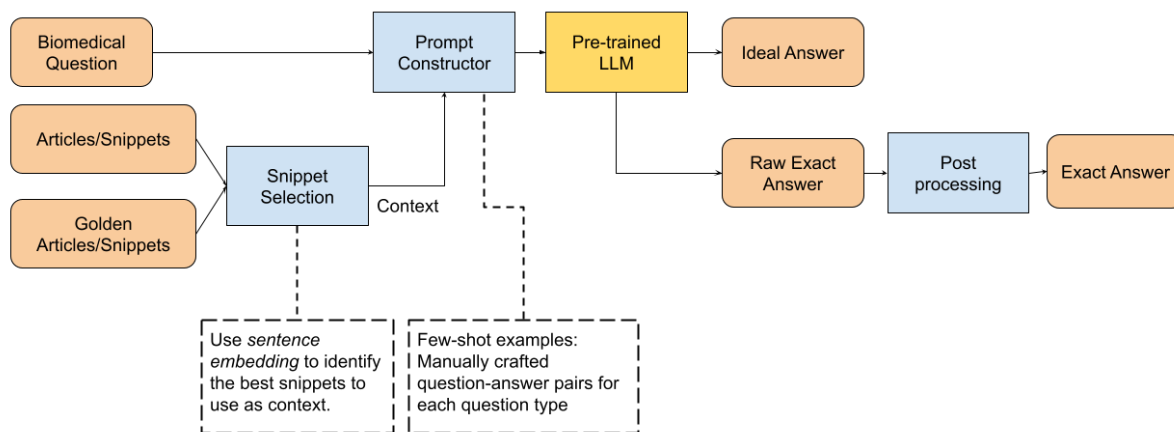 Biomedical
Question
Prompt
Constructor
Pre-trained
LLM
Ideal Answer
Articles/Snippets
Snippet
Selection
Context
Raw Exact
Answer
Post
processing
Exact Answer
Golden
Articles/Snippets
Use sentence
embedding to identify
the best snippets to
use as context.
Few-shot examples:
Manually crafted
question-answer pairs for
each question type